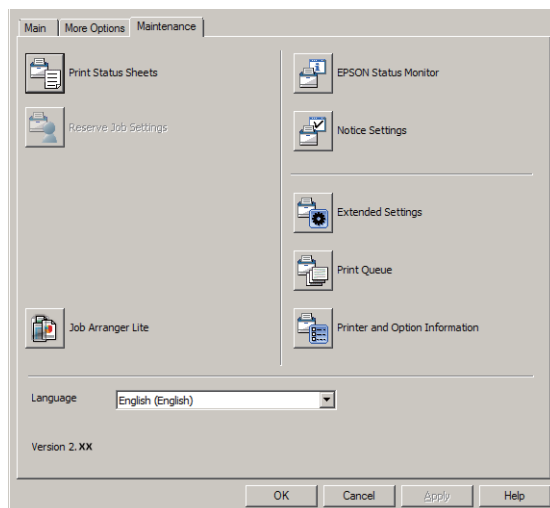 Main More Options Maintenance
Print Status Sheets
EPSON Status Monitor
Reserve Job Settings
Notice Settings
Extended Settings
Print Queue
Job Arranger Lite
Printer and Option Information
Language English (English)
Version 2.XX
OK Cancel Apply Help